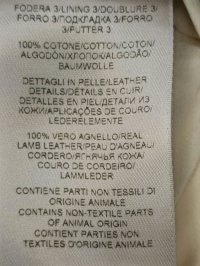 FODERA 3/LINING 3/DOUBLURE 3/
FORRO 3/ПОДКЛАДКА 3/FORRO
3/FUTTER 3
100% COTONE/COTTON/COTON/
ALGODÓN/ХЛОПОК/ALGODÃO/
BAUMWOLLE
DETTAGLI IN PELLE/LEATHER
DETAILS/DÉTAILS EN CUIR/
DETALLES EN PIEL/ДЕТАЛИ ИЗ
КОЖИ/APLICAÇÕES DE COURO/
LEDERELEMENTE
100% VERO AGNELLO/REAL
LAMB LEATHER/PEAU D'AGNEAU/
CORDERO/ЯГНЯЧЬЯ КОЖА/
COURO DE CORDEIRO/
LAMMLEDER
CONTIENE PARTI NON TESSILI DI
ORIGINE ANIMALE
CONTAINS NON-TEXTILE PARTS
OF ANIMAL ORIGIN
CONTIENT PARTIES NON
TEXTILES D'ORIGINE ANIMALE